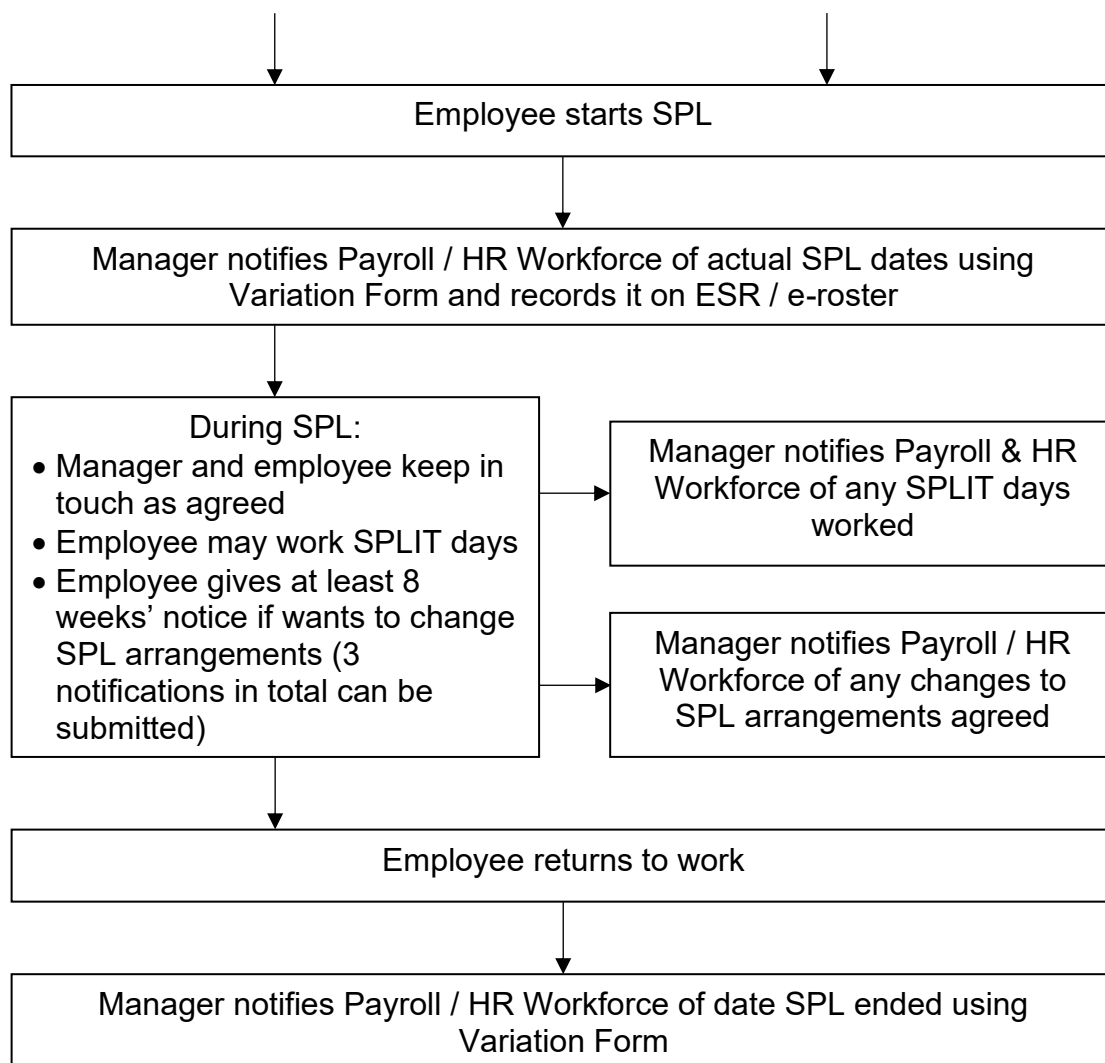 Employee starts SPL
Manager notifies Payroll / HR Workforce of actual SPL dates using
Variation Form and records it on ESR / e-roster
During SPL:
• Manager and employee keep in
touch as agreed
• Employee may work SPLIT days
• Employee gives at least 8
weeks’ notice if wants to change
SPL arrangements (3
notifications in total can be
submitted)
Manager notifies Payroll & HR
Workforce of any SPLIT days
worked
Manager notifies Payroll / HR
Workforce of any changes to
SPL arrangements agreed
Employee returns to work
Manager notifies Payroll / HR Workforce of date SPL ended using
Variation Form